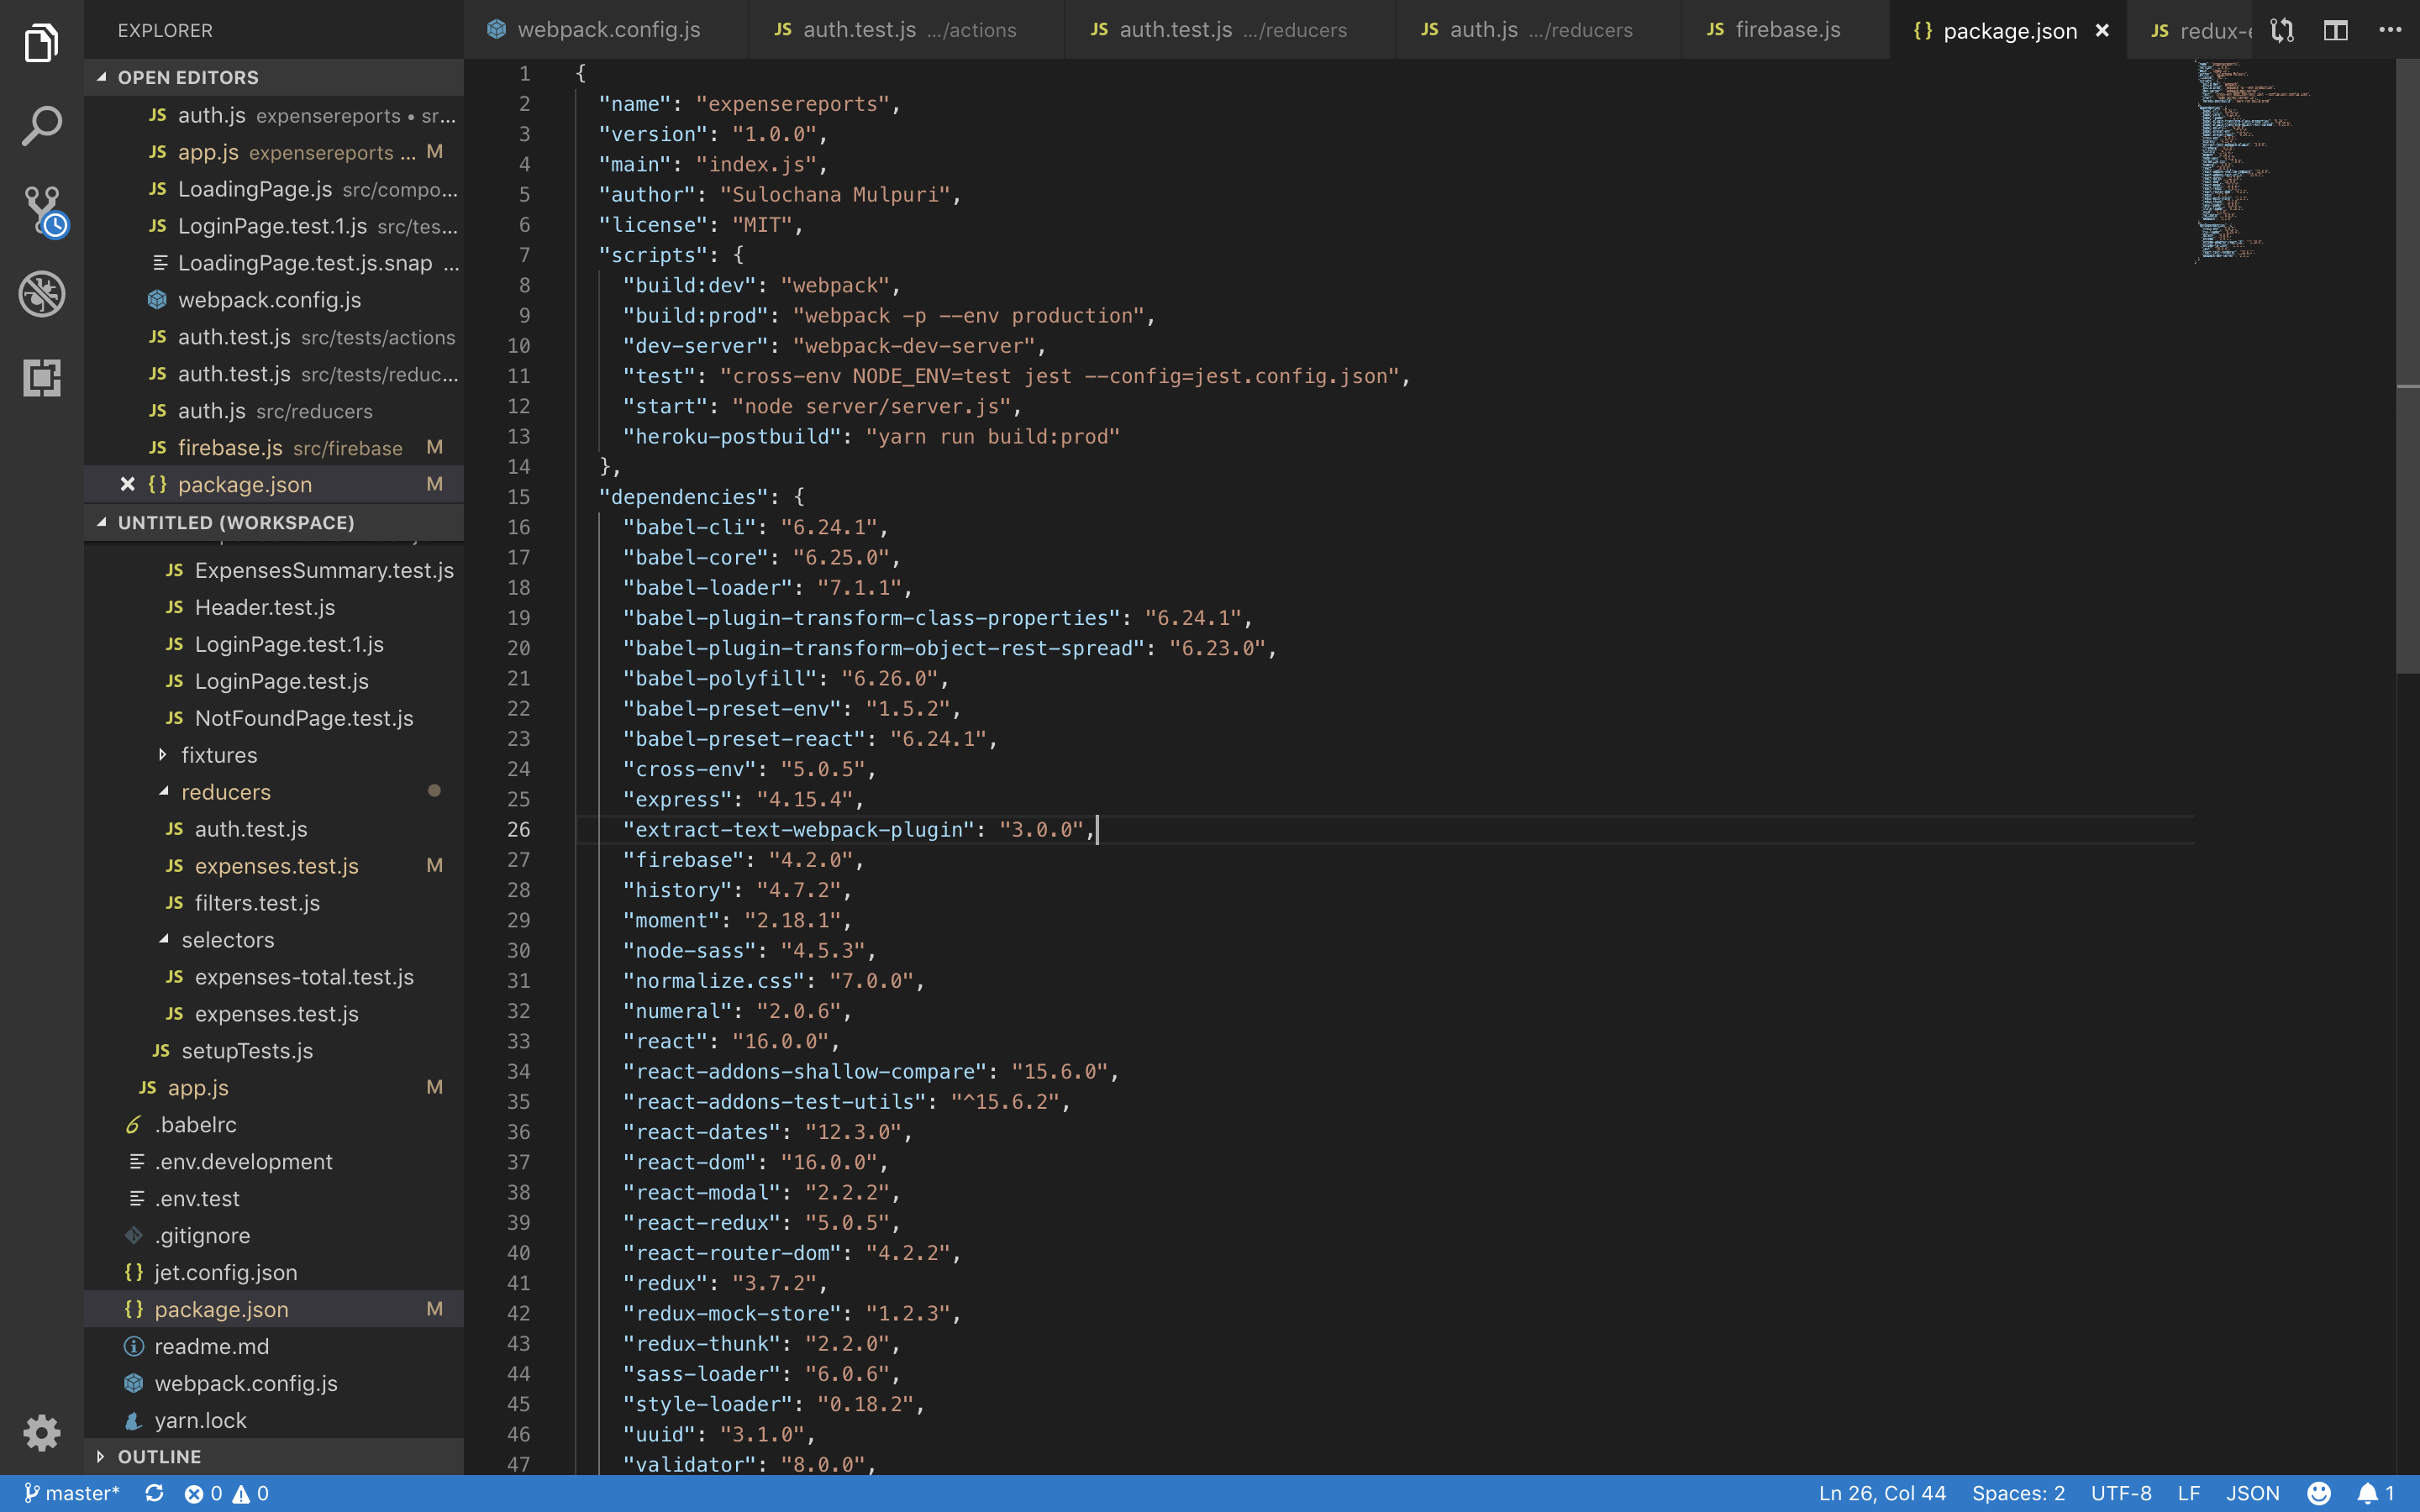 EXPLORER
OPEN EDITORS
JS auth.js expensereports • sr...
JS app.js expensereports ... M
JS LoadingPage.js src/compo...
JS LoginPage.test.1.js src/tes...
LoadingPage.test.js.snap ...
webpack.config.js
JS auth.test.js src/tests/actions
JS auth.test.js src/tests/reduc...
JS auth.js src/reducers
JS firebase.js src/firebase M
{} package.json M
UNTITLED (WORKSPACE)
JS ExpensesSummary.test.js
JS Header.test.js
JS LoginPage.test.1.js
JS LoginPage.test.js
JS NotFoundPage.test.js
fixtures
reducers
JS auth.test.js
JS expenses.test.js M
JS filters.test.js
selectors
JS expenses-total.test.js
JS expenses.test.js
JS setupTests.js
JS app.js M
.babelrc
.env.development
.env.test
.gitignore
{} jet.config.json
{} package.json M
readme.md
webpack.config.js
yarn.lock
OUTLINE
webpack.config.js JS auth.test.js .../actions JS auth.test.js .../reducers JS auth.js .../reducers JS firebase.js {} package.json JS redux-e
1 {
2 "name": "expensereports",
3 "version": "1.0.0",
4 "main": "index.js",
5 "author": "Sulochana Mulpuri",
6 "license": "MIT",
7 "scripts": {
8 "build:dev": "webpack",
9 "build:prod": "webpack -p --env production",
10 "dev-server": "webpack-dev-server",
11 "test": "cross-env NODE_ENV=test jest --config=jest.config.json",
12 "start": "node server/server.js",
13 "heroku-postbuild": "yarn run build:prod"
14 },
15 "dependencies": {
16 "babel-cli": "6.24.1",
17 "babel-core": "6.25.0",
18 "babel-loader": "7.1.1",
19 "babel-plugin-transform-class-properties": "6.24.1",
20 "babel-plugin-transform-object-rest-spread": "6.23.0",
21 "babel-polyfill": "6.26.0",
22 "babel-preset-env": "1.5.2",
23 "babel-preset-react": "6.24.1",
24 "cross-env": "5.0.5",
25 "express": "4.15.4",
26 "extract-text-webpack-plugin": "3.0.0",
27 "firebase": "4.2.0",
28 "history": "4.7.2",
29 "moment": "2.18.1",
30 "node-sass": "4.5.3",
31 "normalize.css": "7.0.0",
32 "numeral": "2.0.6",
33 "react": "16.0.0",
34 "react-addons-shallow-compare": "15.6.0",
35 "react-addons-test-utils": "^15.6.2",
36 "react-dates": "12.3.0",
37 "react-dom": "16.0.0",
38 "react-modal": "2.2.2",
39 "react-redux": "5.0.5",
40 "react-router-dom": "4.2.2",
41 "redux": "3.7.2",
42 "redux-mock-store": "1.2.3",
43 "redux-thunk": "2.2.0",
44 "sass-loader": "6.0.6",
45 "style-loader": "0.18.2",
46 "uuid": "3.1.0",
47 "validator": "8.0.0",
master* 0 0 Ln 26, Col 44 Spaces: 2 UTF-8 LF JSON 1